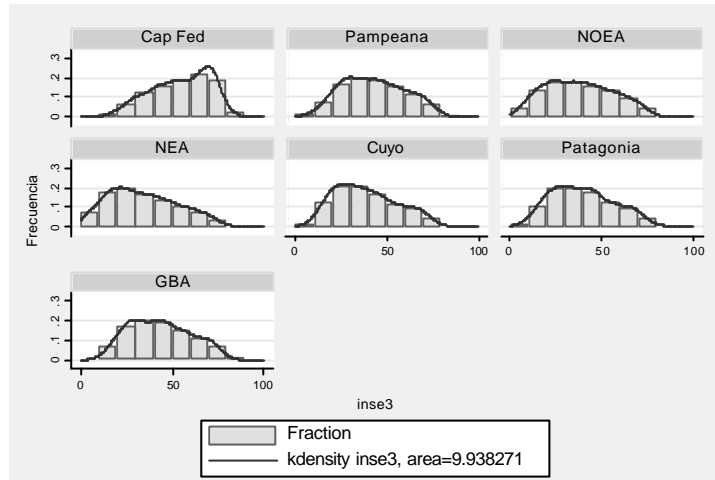 Cap Fed
Pampeana
NOEA
0 .1 .2 .3
NEA
Cuyo
Patagonia
0 .1 .2 .3
0 50 100
0 50 100
GBA
0 .1 .2 .3
0 50 100
Frecuencia
inse3
Fraction
kdensity inse3, area=9.938271